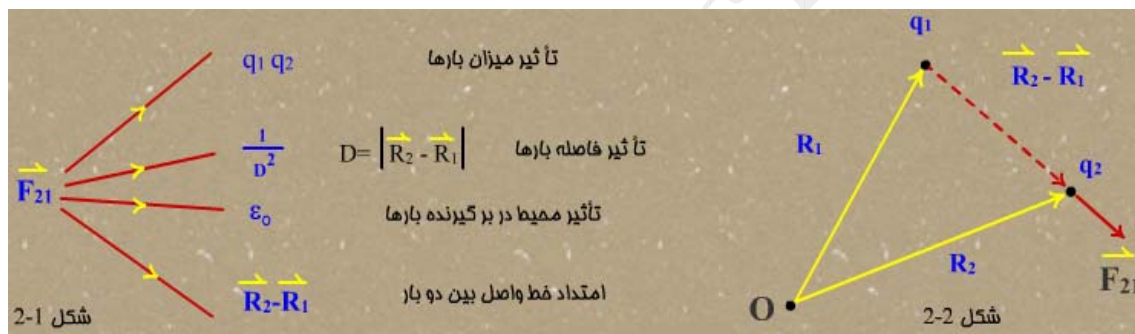 q₁ q₂ تأثیر میزان بارها
F₂₁
1/D² D= |R₂ - R₁| تأثیر فاصله بارها
ε₀ تأثیر محیط در بر گیرنده بارها
R₂-R₁ امتداد خط واصل بین دو بار
شکل 2-1
q₁
R₂ - R₁
R₁
q₂
R₂
F₂₁
O
شکل 2-2